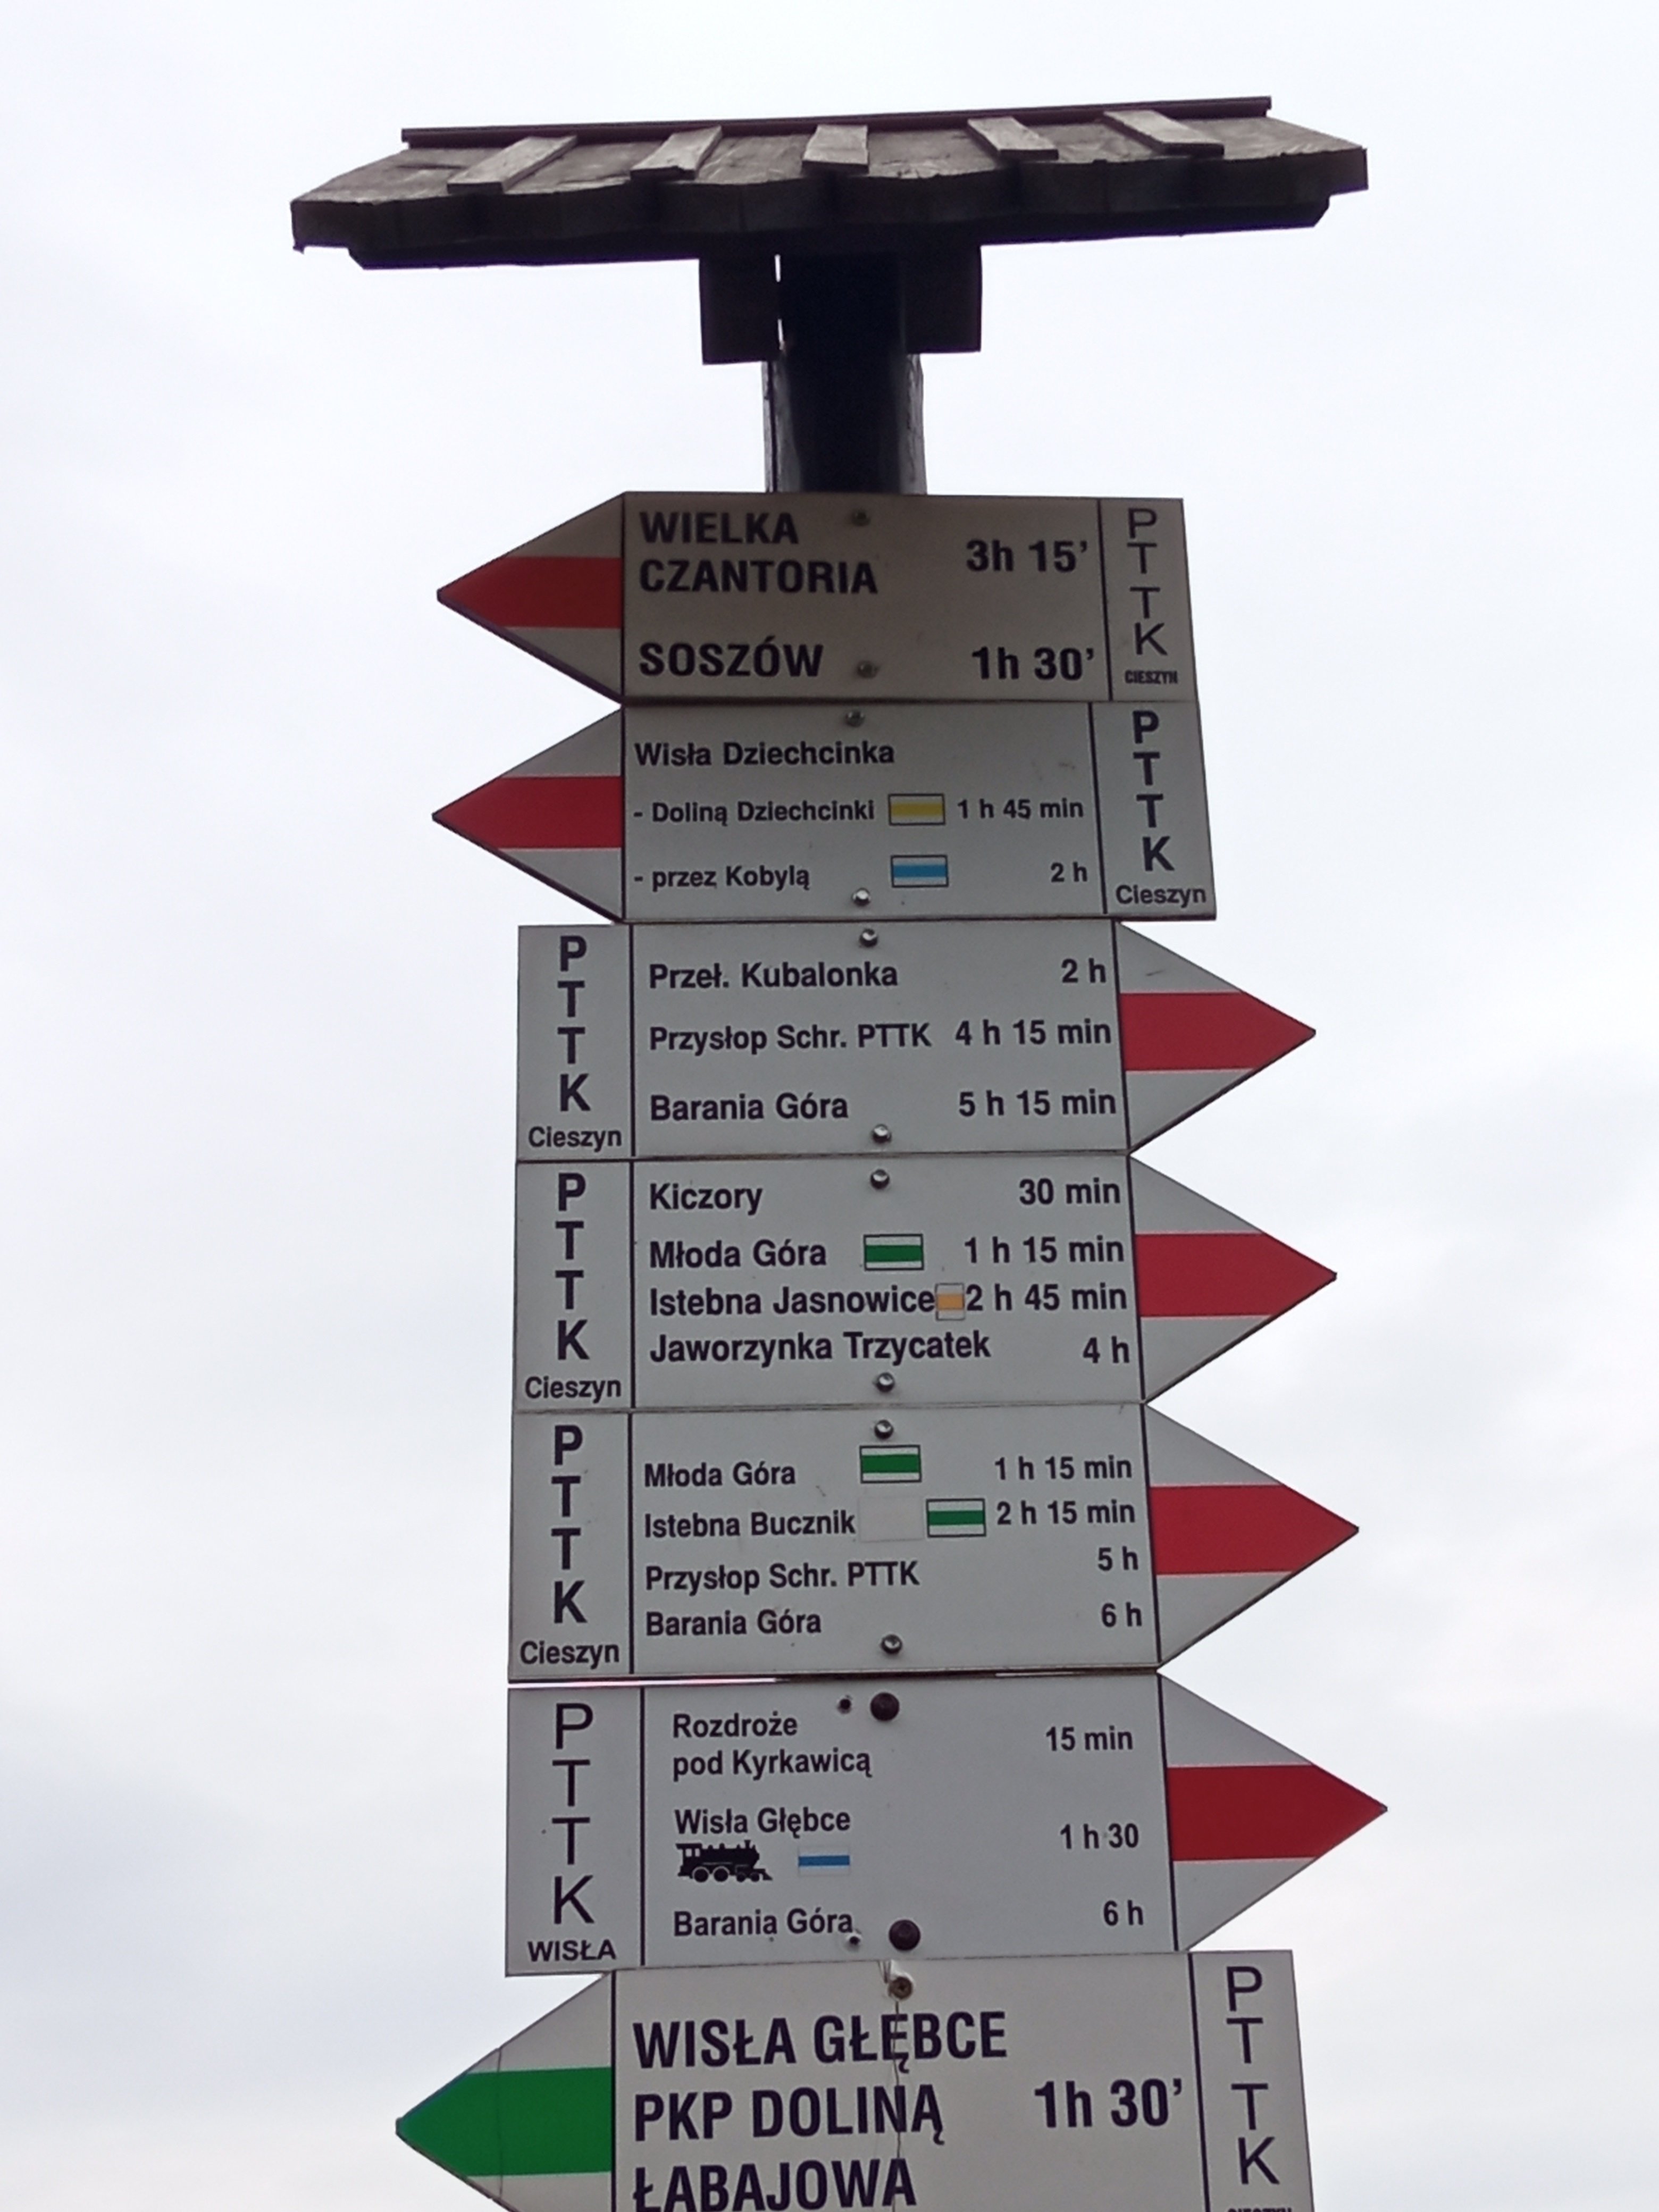 WIELKA
CZANTORIA 3h 15’
SOSZÓW 1h 30’
PTTK
CIESZYN
Wisła Dziechcinka
- Doliną Dziechcinki 1 h 45 min
- przez Kobylą 2 h
PTTK
Cieszyn
PTTK
Cieszyn
Przeł. Kubalonka 2 h
Przysłop Schr. PTTK 4 h 15 min
Barania Góra 5 h 15 min
PTTK
Cieszyn
Kiczory 30 min
Młoda Góra 1 h 15 min
Istebna Jasnowice 2 h 45 min
Jaworzynka Trzycatek 4 h
PTTK
Cieszyn
Młoda Góra 1 h 15 min
Istebna Bucznik 2 h 15 min
Przysłop Schr. PTTK 5 h
Barania Góra 6 h
PTTK
WISŁA
Rozdroże
pod Kyrkawicą 15 min
Wisła Głębce 1 h 30
Barania Góra 6 h
WISŁA GŁĘBCE
PKP DOLINĄ 1h 30’
ŁABAJOWA
PTTK